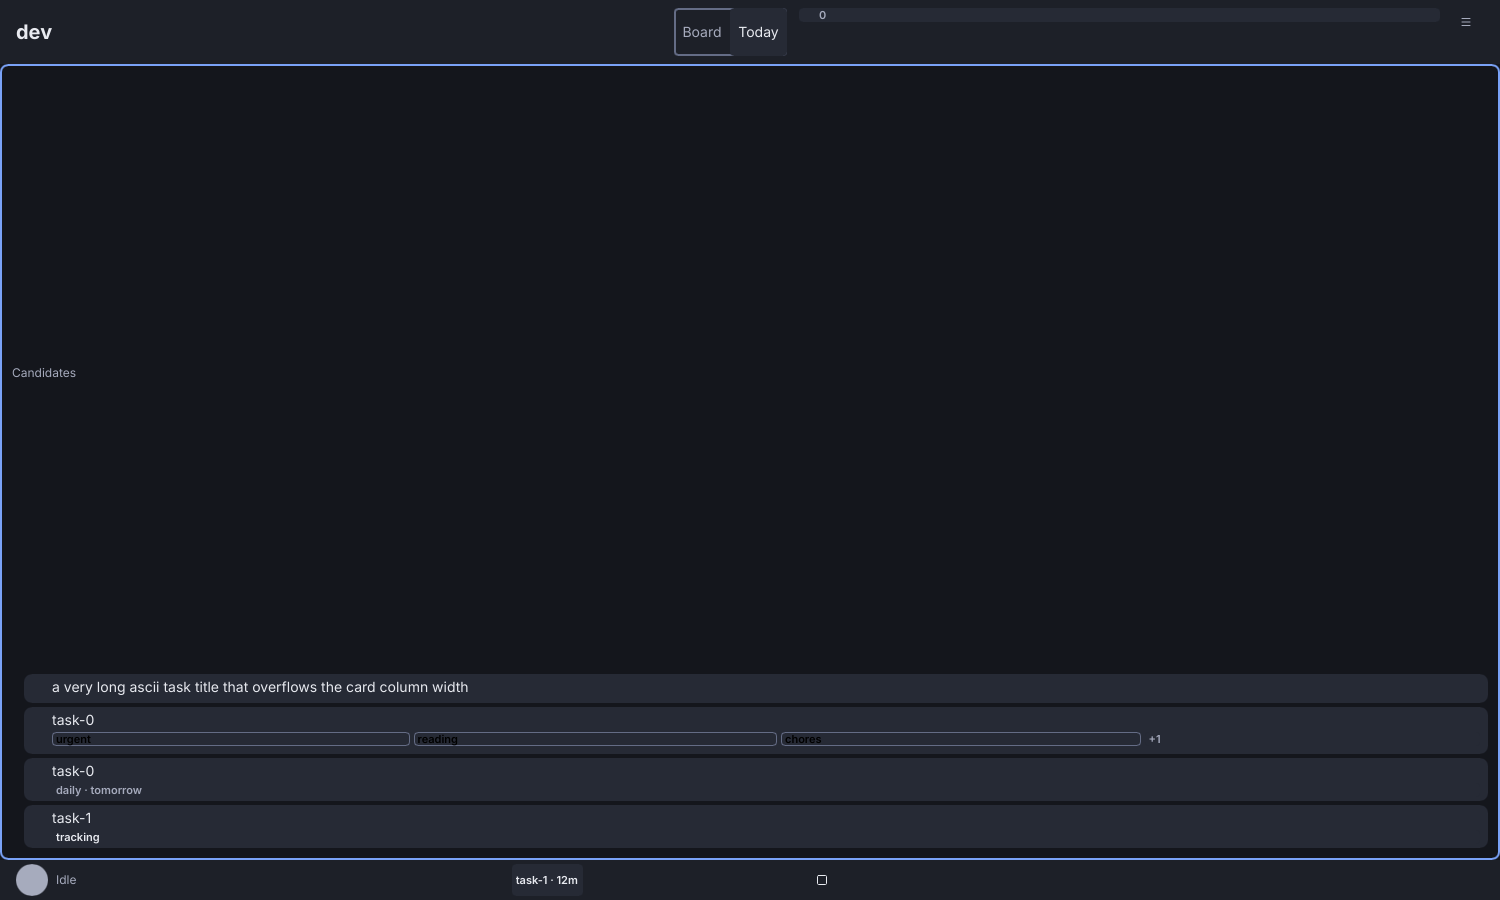 dev
Board
Today
0
Candidates
a very long ascii task title that overflows the card column width
task-0
urgent
reading
chores
+1
task-0
daily · tomorrow
task-1
tracking
Idle
task-1 · 12m